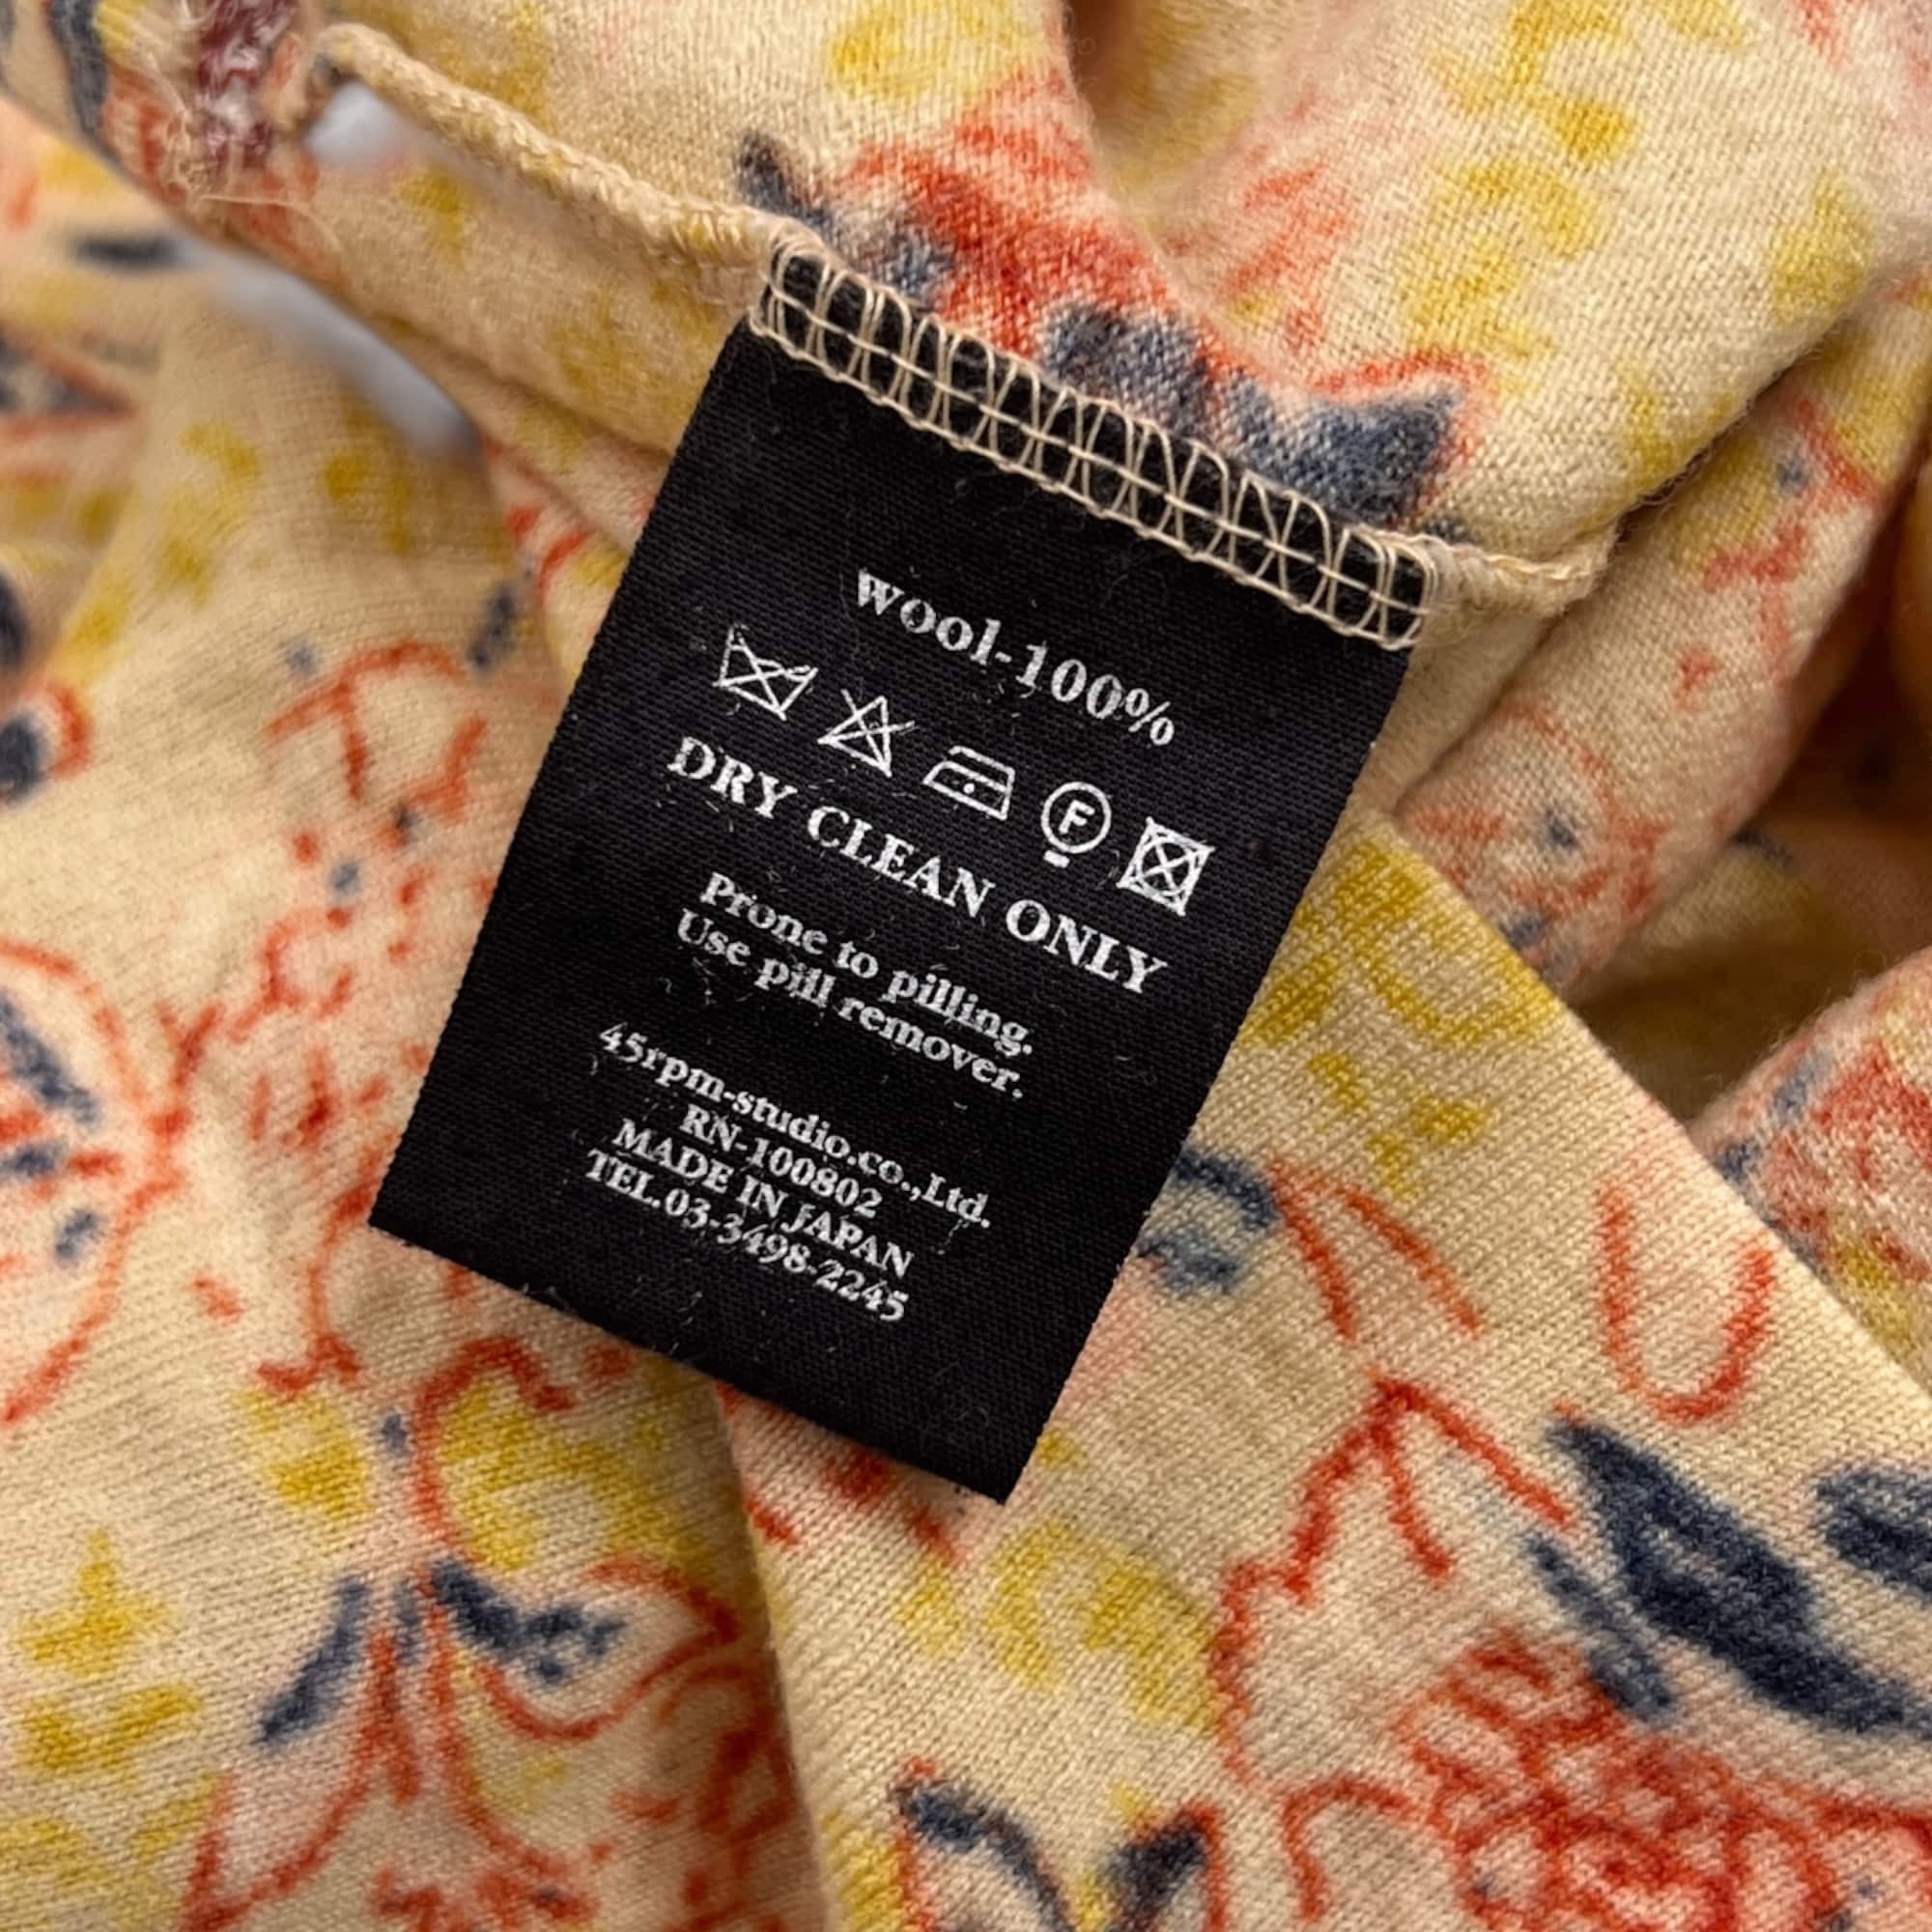 wool-100%
F
DRY CLEAN ONLY
Prone to pilling.
Use pill remover.
45rpm-studio.co.,Ltd.
RN-100802
MADE IN JAPAN
TEL.03-3498-2245